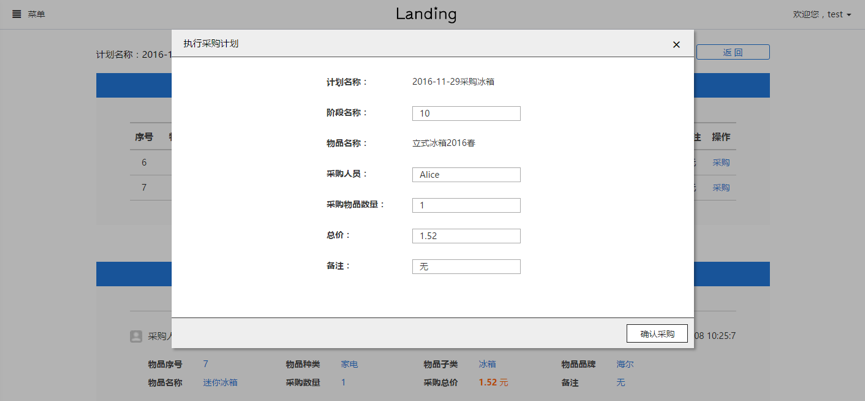 菜单
Landing
欢迎您，test
计划名称：2016-1
返 回
执行采购计划
×
计划名称： 2016-11-29采购冰箱
阶段名称： 10
物品名称： 立式冰箱2016春
采购人员： Alice
采购物品数量： 1
总价： 1.52
备注： 无
确认采购
序号 操作
6 采购
7 采购
采购人 08 10:25:7
物品序号 7 物品种类 家电 物品子类 冰箱 物品品牌 海尔
物品名称 迷你冰箱 采购数量 1 采购总价 1.52 元 备注 无